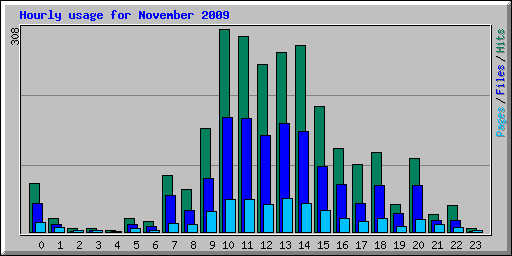 Hourly usage for November 2009
308
Pages / Files / Hits
0 1 2 3 4 5 6 7 8 9 10 11 12 13 14 15 16 17 18 19 20 21 22 23